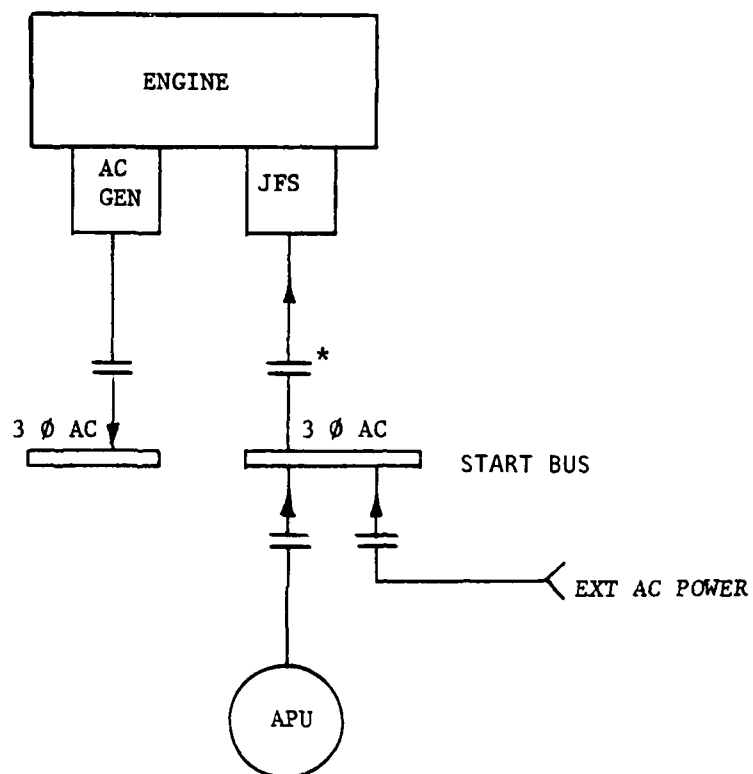 ENGINE
AC
GEN
JFS
*
3 Ø AC
3 Ø AC
START BUS
EXT AC POWER
APU